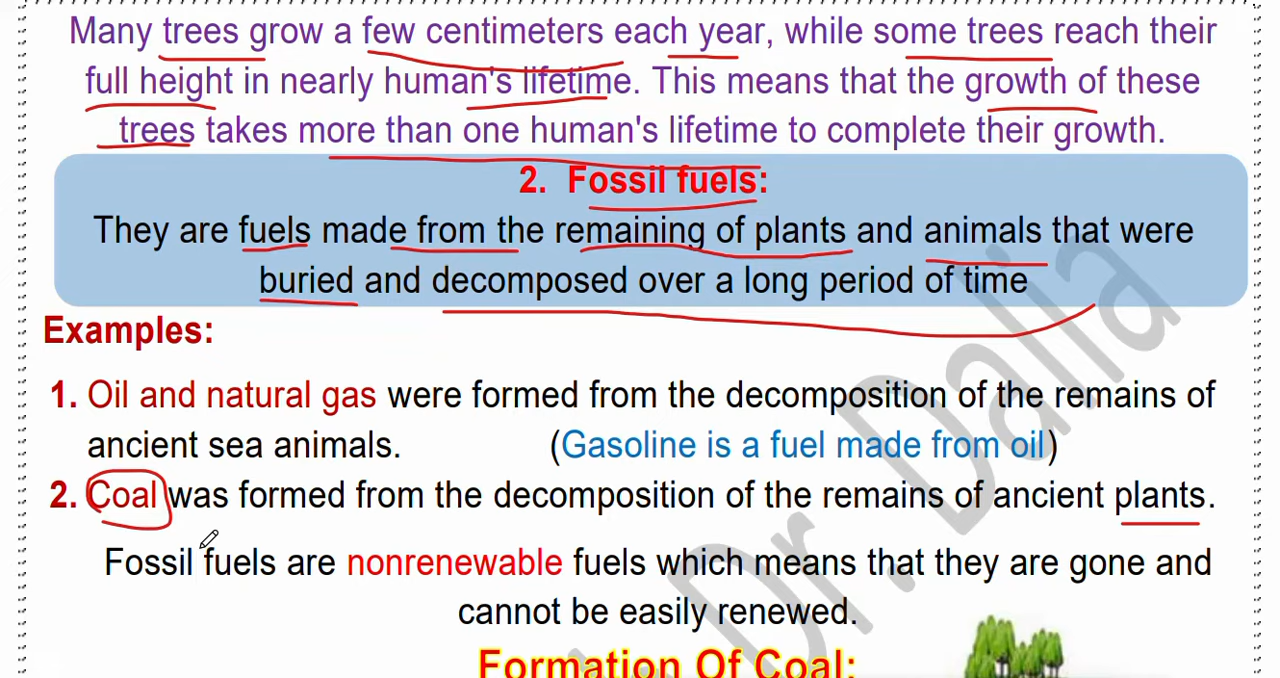 Many trees grow a few centimeters each year, while some trees reach their
full height in nearly human's lifetime. This means that the growth of these
trees takes more than one human's lifetime to complete their growth.
2. Fossil fuels:
They are fuels made from the remaining of plants and animals that were
buried and decomposed over a long period of time
Examples:
1. Oil and natural gas were formed from the decomposition of the remains of
ancient sea animals. (Gasoline is a fuel made from oil)
2. Coal was formed from the decomposition of the remains of ancient plants.
Fossil fuels are nonrenewable fuels which means that they are gone and
cannot be easily renewed.
Formation Of Coal:
Dr. Dalia